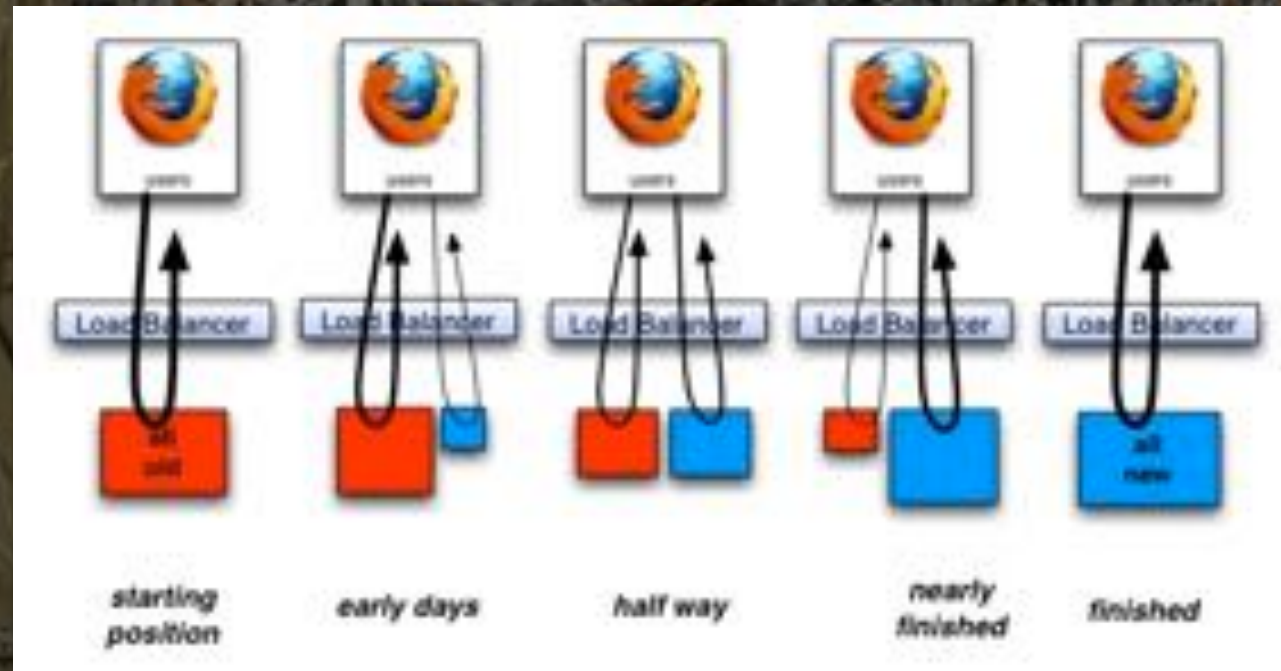 users users users users users
Load Balancer Load Balancer Load Balancer Load Balancer Load Balancer
all
old
all
new
starting
position
early days
half way
nearly
finished
finished